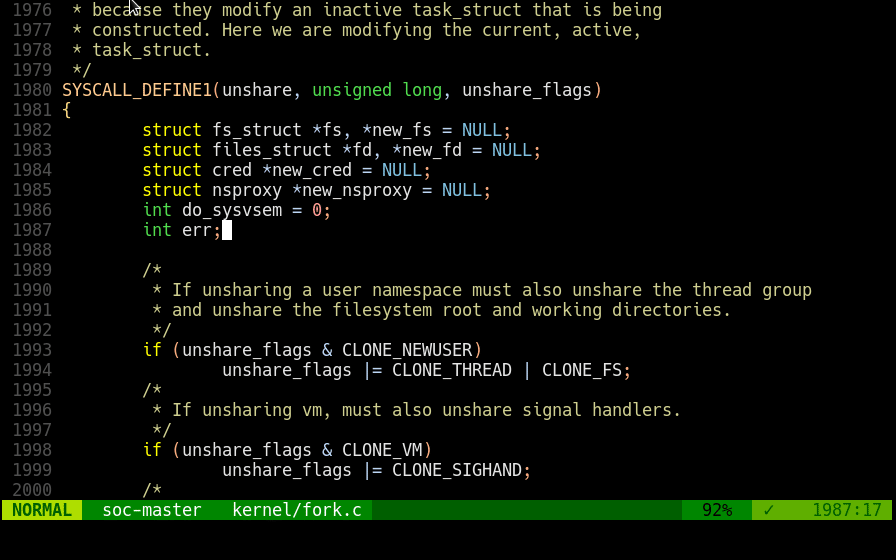 1976  * because they modify an inactive task_struct that is being
1977  * constructed. Here we are modifying the current, active,
1978  * task_struct.
1979  */
1980 SYSCALL_DEFINE1(unshare, unsigned long, unshare_flags)
1981 {
1982         struct fs_struct *fs, *new_fs = NULL;
1983         struct files_struct *fd, *new_fd = NULL;
1984         struct cred *new_cred = NULL;
1985         struct nsproxy *new_nsproxy = NULL;
1986         int do_sysvsem = 0;
1987         int err;
1988
1989         /*
1990          * If unsharing a user namespace must also unshare the thread group
1991          * and unshare the filesystem root and working directories.
1992          */
1993         if (unshare_flags & CLONE_NEWUSER)
1994                 unshare_flags |= CLONE_THREAD | CLONE_FS;
1995         /*
1996          * If unsharing vm, must also unshare signal handlers.
1997          */
1998         if (unshare_flags & CLONE_VM)
1999                 unshare_flags |= CLONE_SIGHAND;
2000         /*
NORMAL   soc-master   kernel/fork.c   92%   ✓   1987:17